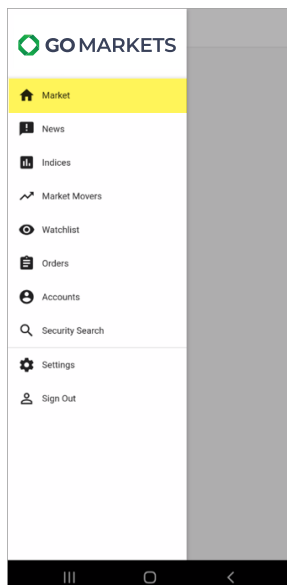 GO MARKETS
Market
News
Indices
Market Movers
Watchlist
Orders
Accounts
Security Search
Settings
Sign Out